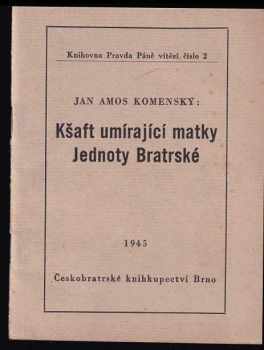 Knihovna Pravda Páně vítězí, číslo 2
JAN AMOS KOMENSKÝ:
Kšaft umírající matky
Jednoty Bratrské
1945
Českobratrské knihkupectví Brno